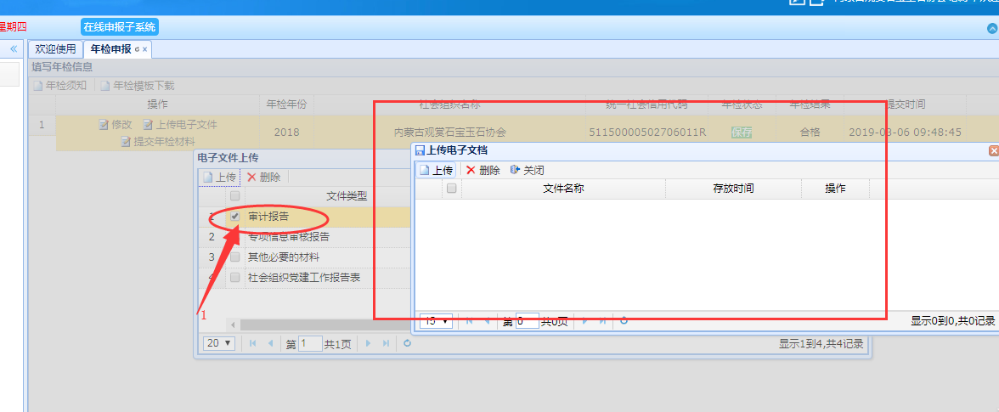 星期四
在线申报子系统
欢迎使用
年检申报
填写年检信息
年检须知
年检模板下载
操作
年检年份
社会组织名称
统一社会信用代码
年检状态
年检结果
提交时间
1
修改
上传电子文件
提交年检材料
2018
内蒙古观赏石宝玉石协会
51150000502706011R
保存
合格
2019-03-06 09:48:45
电子文件上传
上传
删除
文件类型
1
审计报告
2
专项信息审核报告
3
其他必要的材料
4
社会组织党建工作报告表
1
20
第
1
共1页
显示1到4,共4记录
上传电子文档
上传
删除
关闭
文件名称
存放时间
操作
15
第
0
共0页
显示0到0,共0记录